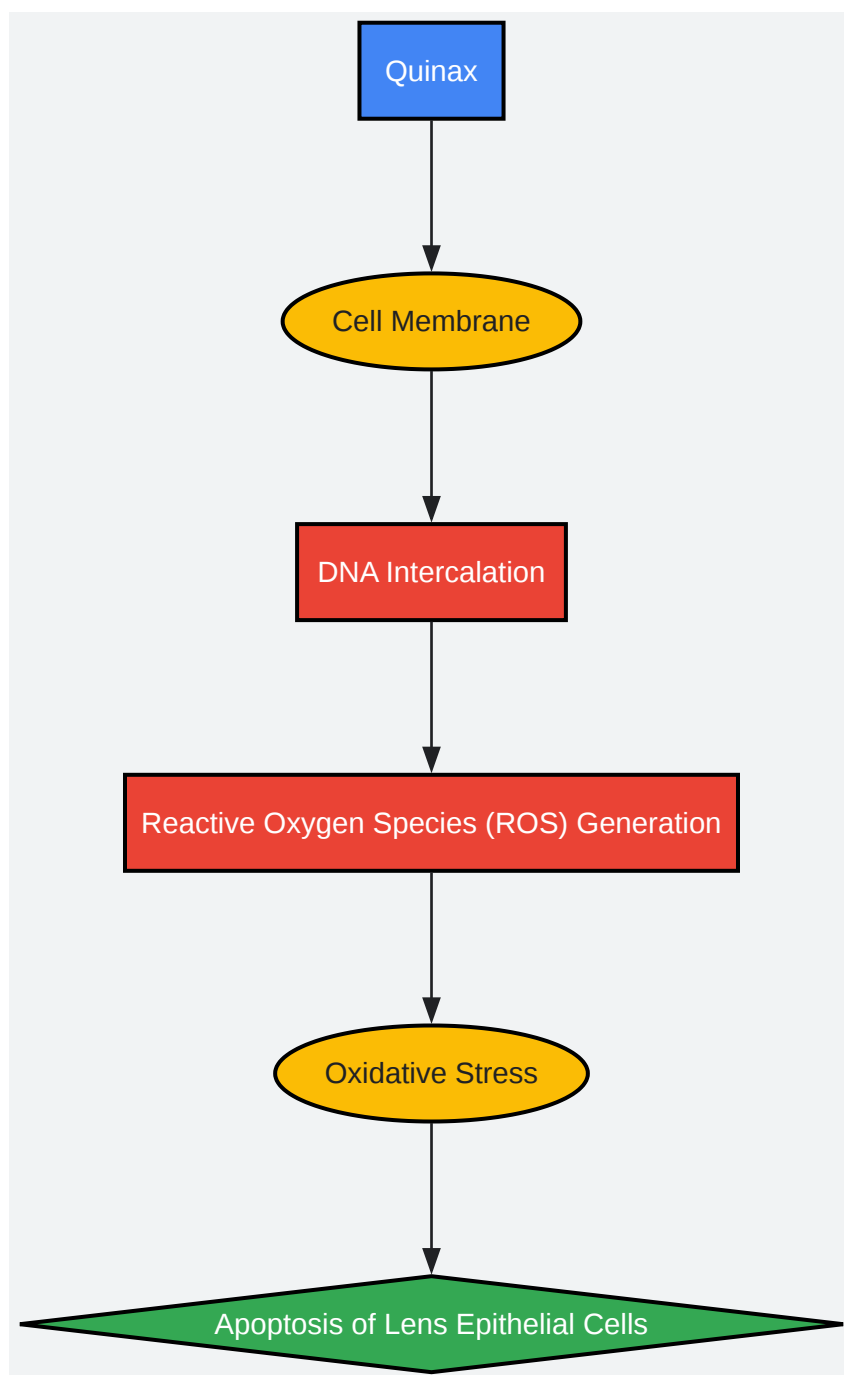 Quinax
Cell Membrane
DNA Intercalation
Reactive Oxygen Species (ROS) Generation
Oxidative Stress
Apoptosis of Lens Epithelial Cells